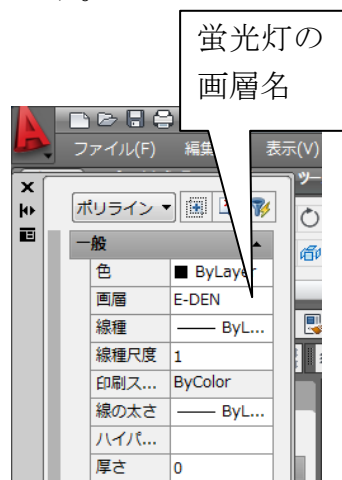 蛍光灯の
画層名
ファイル(F) 編集 表示(V)
ツー
ポリライン
一般
色 ByLayer
画層 E-DEN
線種 ByL...
線種尺度 1
印刷ス... ByColor
線の太さ ByL...
ハイパ...
厚さ 0